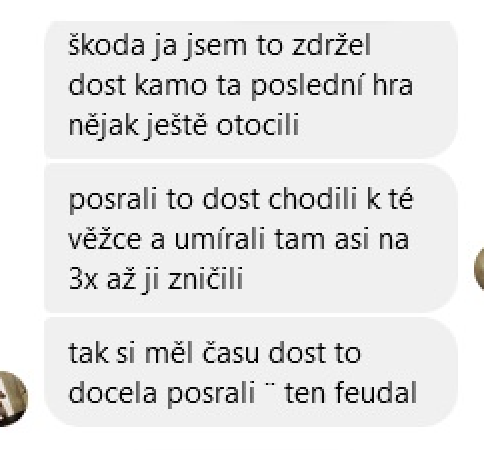 škoda ja jsem to zdržel
dost kamo ta poslední hra
nějak ještě otocili
posrali to dost chodili k té
věžce a umírali tam asi na
3x až ji zničili
tak si měl času dost to
docela posrali ¨ ten feudal